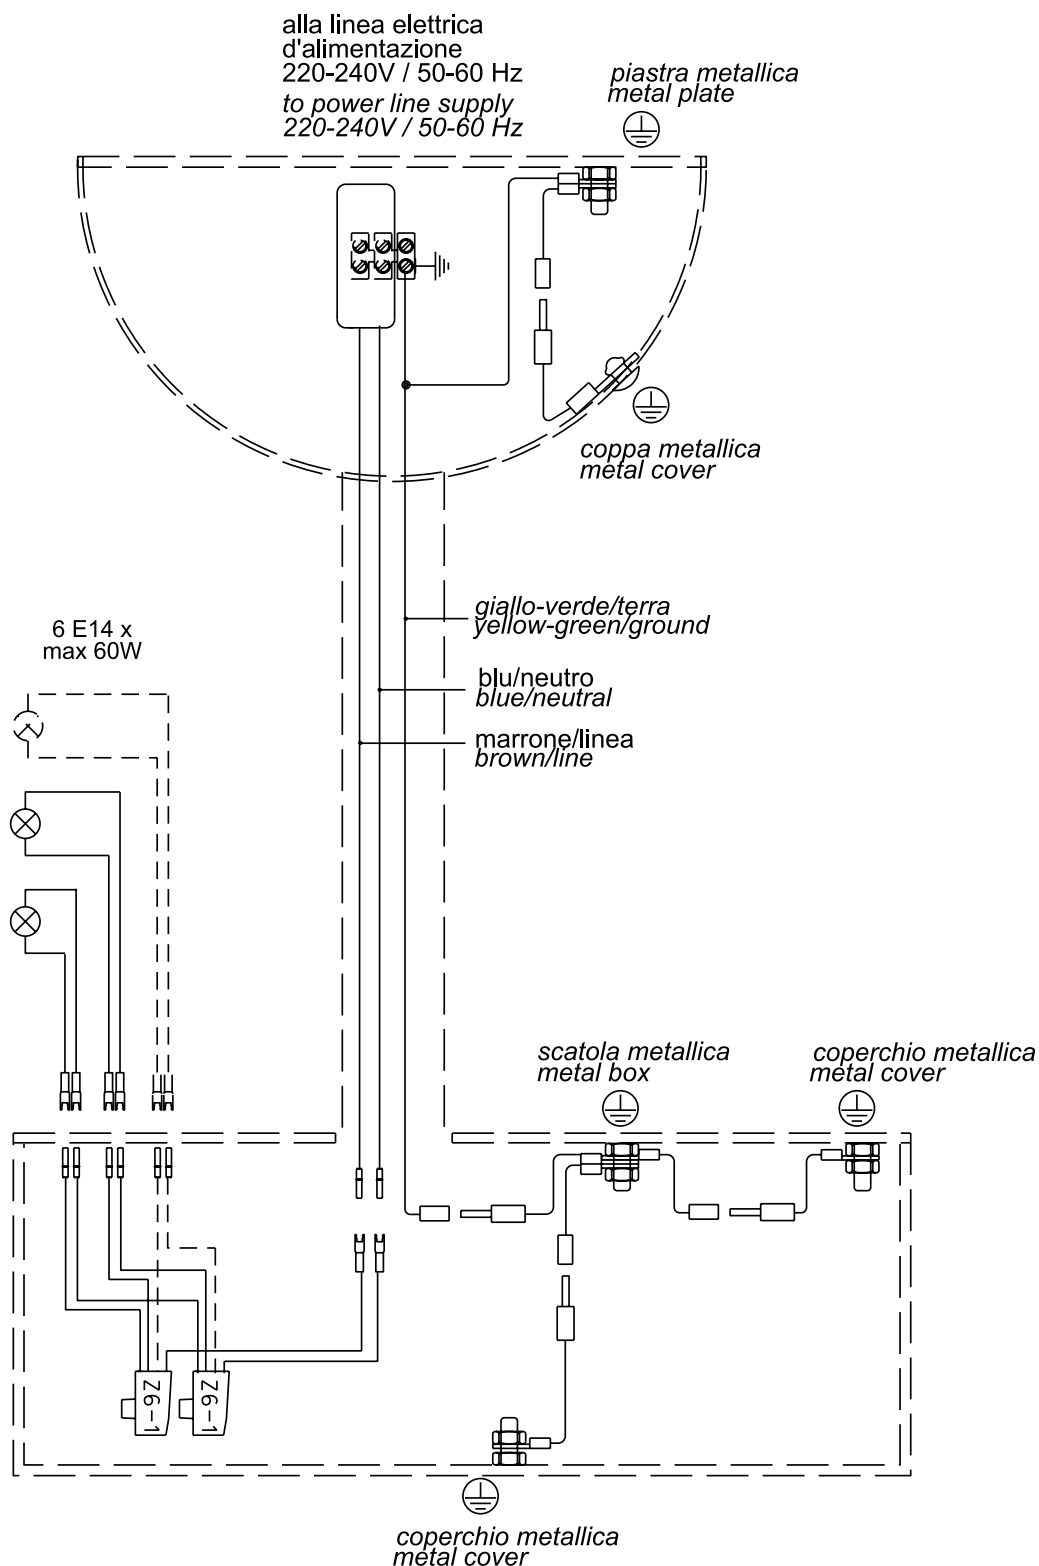 alla linea elettrica
d'alimentazione
220-240V / 50-60 Hz
to power line supply
220-240V / 50-60 Hz
piastra metallica
metal plate
coppa metallica
metal cover
giallo-verde/terra
yellow-green/ground
6 E14 x
max 60W
blu/neutro
blue/neutral
marrone/linea
brown/line
scatola metallica
metal box
coperchio metallica
metal cover
Z6-1
Z6-1
coperchio metallica
metal cover